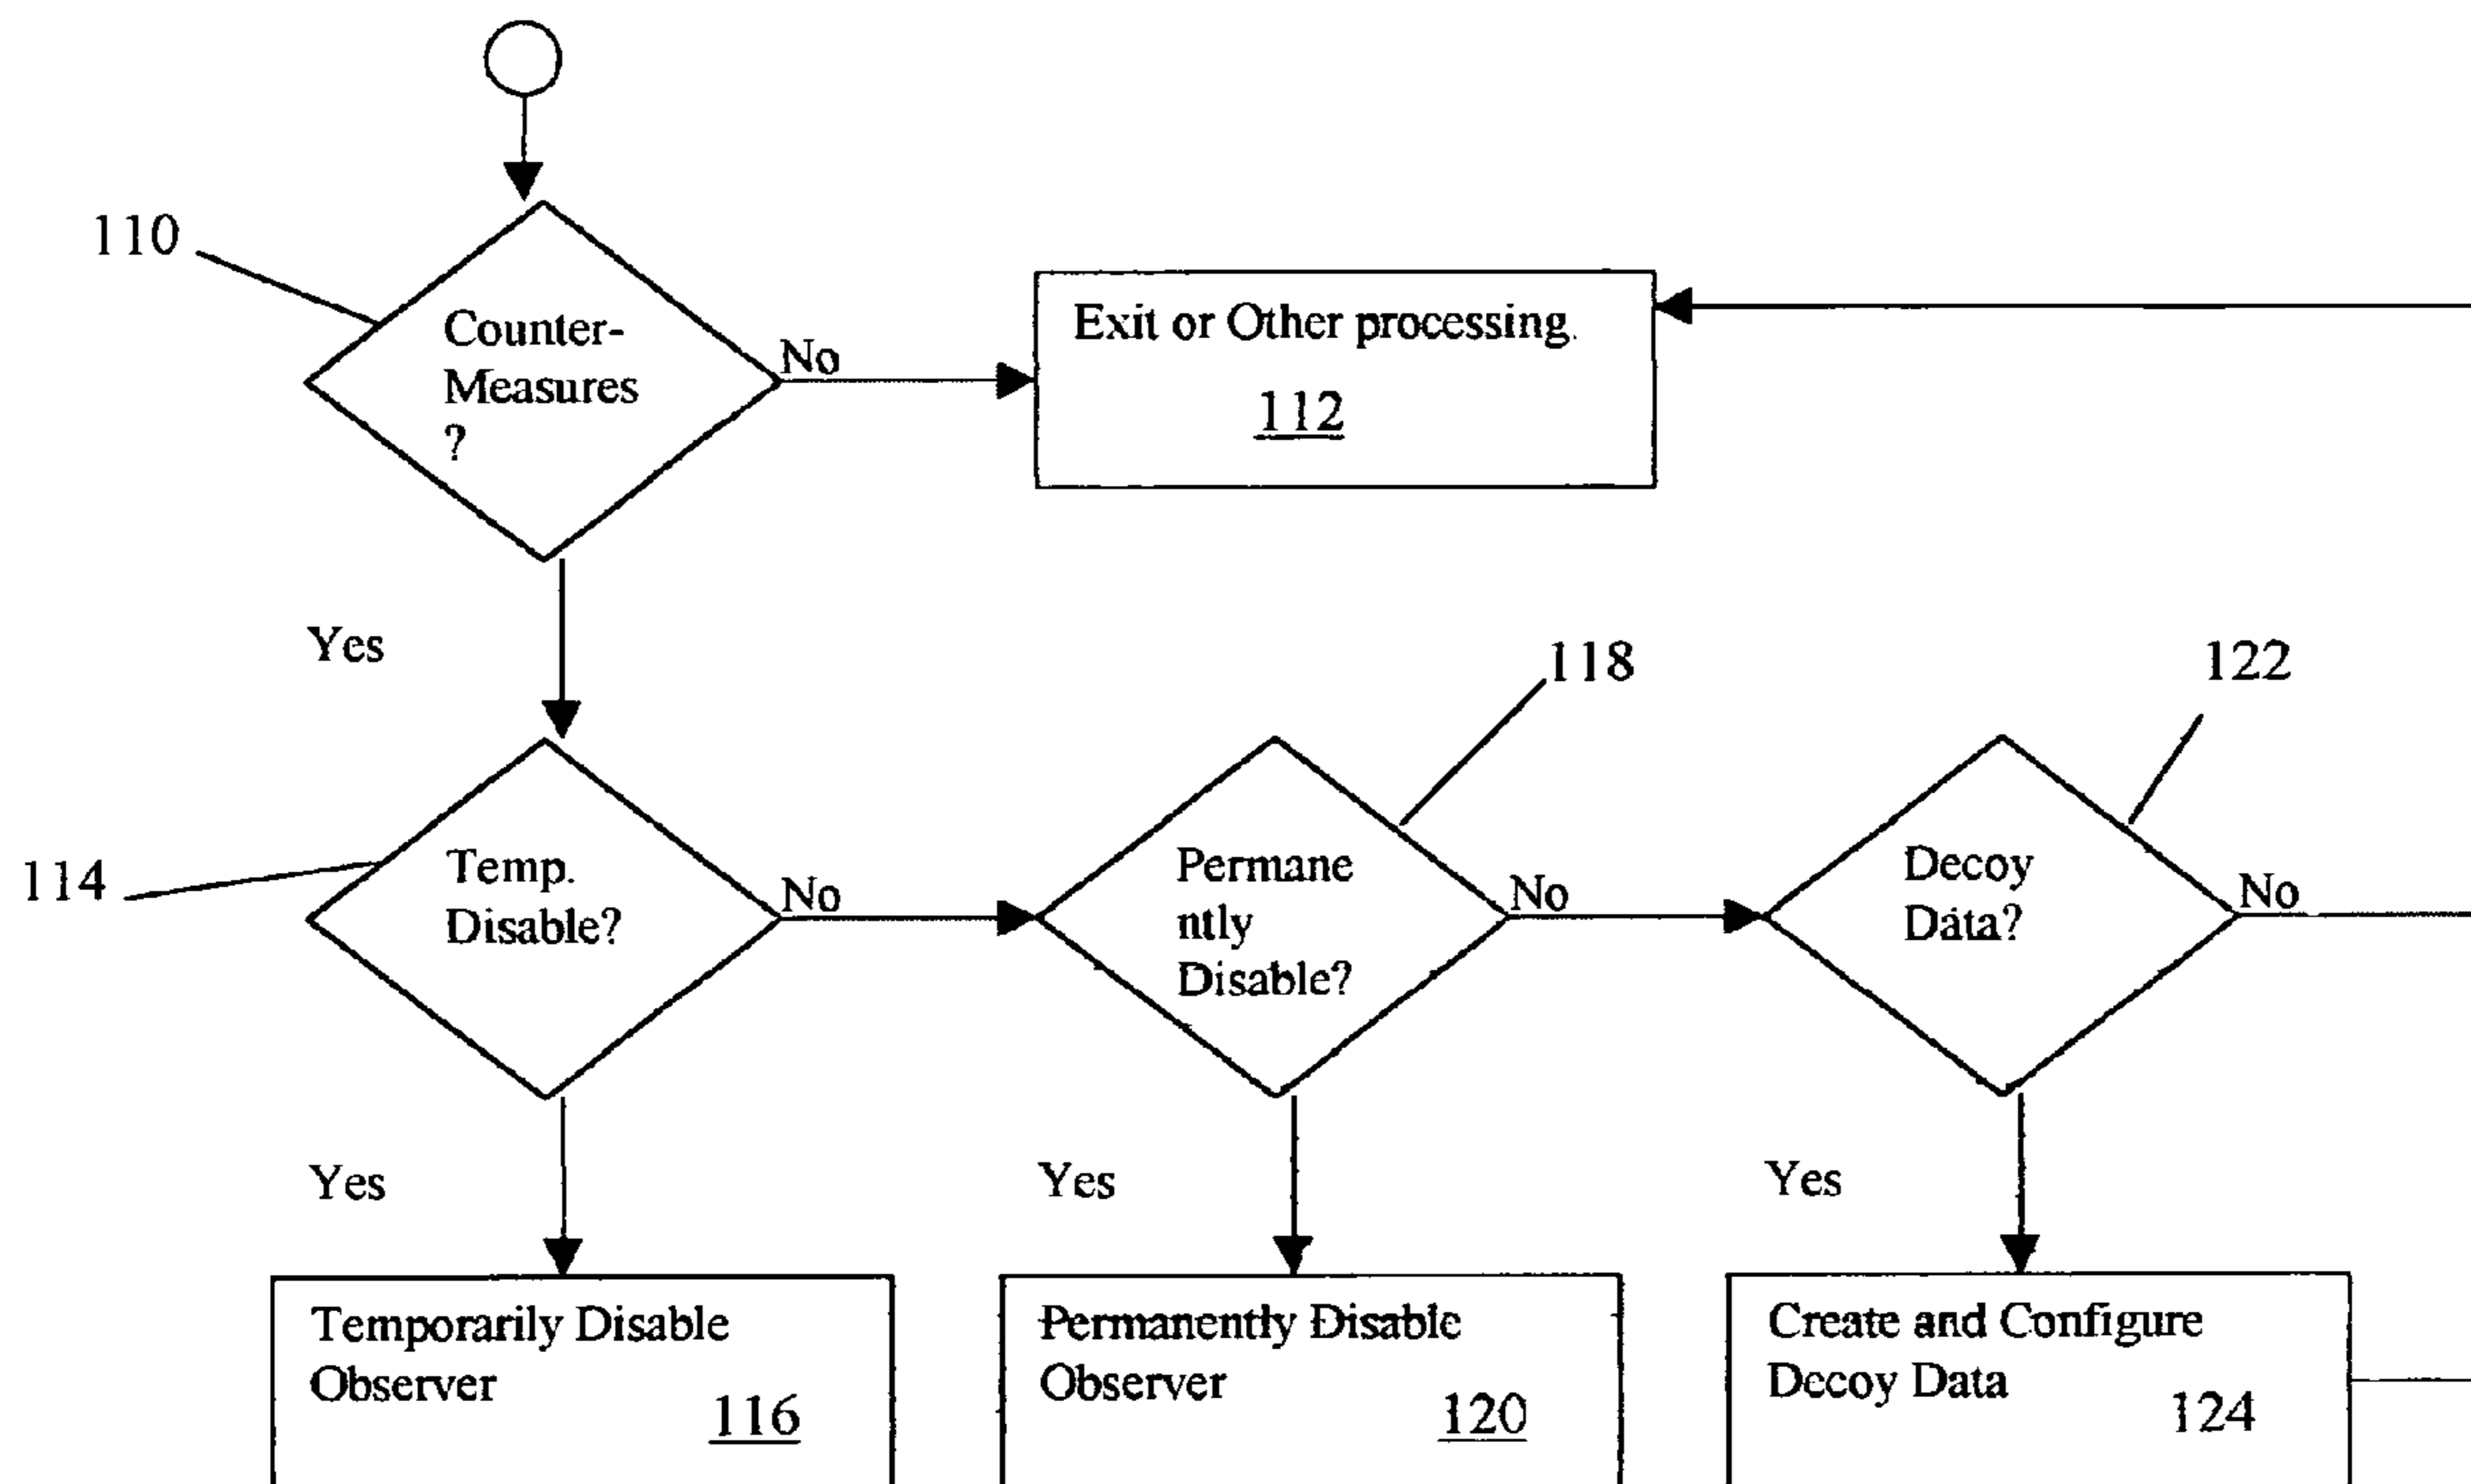 110
Counter-
Measures
?
No
Exit or Other processing.
112
Yes
118
122
114
Temp.
Disable?
No
Permane
ntly
Disable?
No
Decoy
Data?
No
Yes
Yes
Yes
Temporarily Disable
Observer
116
Permanently Disable
Observer
120
Create and Configure
Decoy Data
124